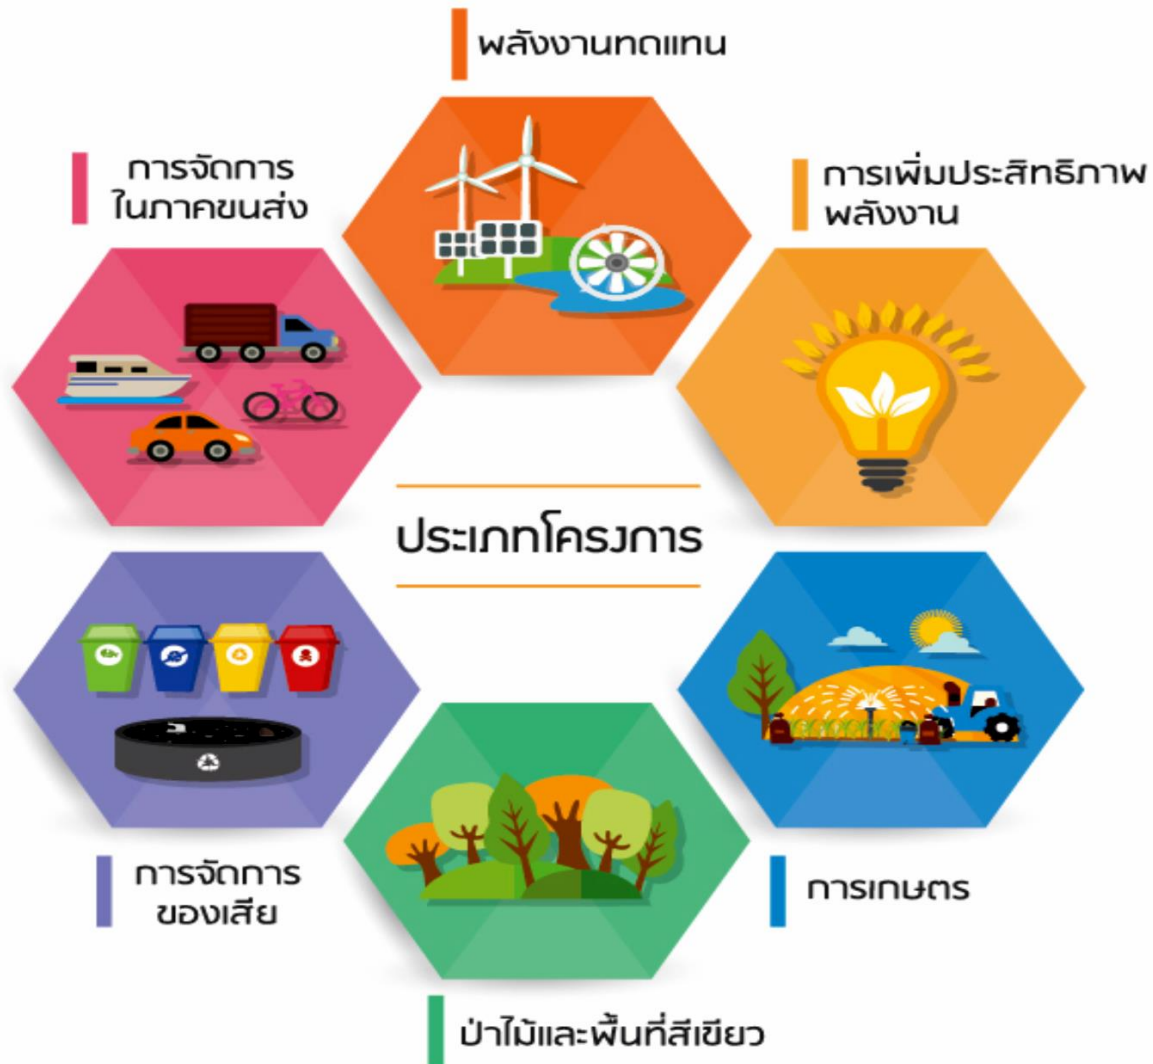 พลังงานทดแทน
การจัดการ
ในภาคขนส่ง
การเพิ่มประสิทธิภาพ
พลังงาน
ประเภทโครงการ
การจัดการ
ของเสีย
การเกษตร
ป่าไม้และพื้นที่สีเขียว